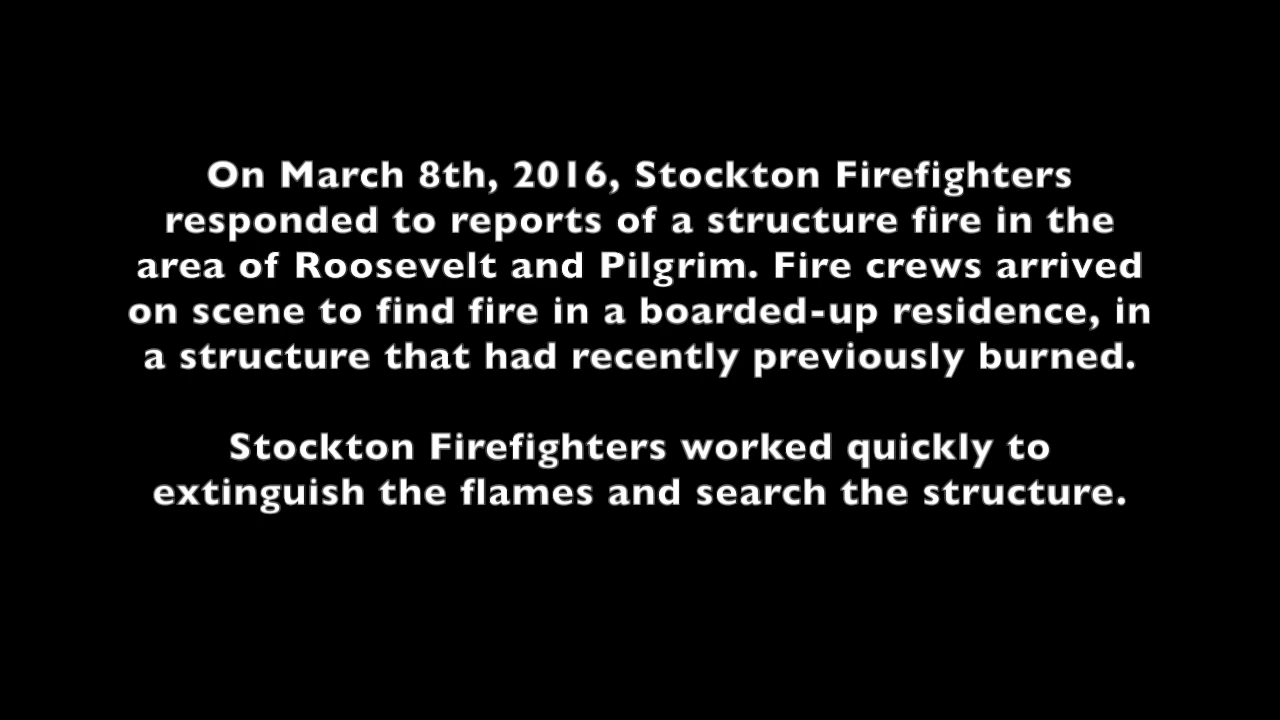 On March 8th, 2016, Stockton Firefighters
responded to reports of a structure fire in the
area of Roosevelt and Pilgrim. Fire crews arrived
on scene to find fire in a boarded-up residence, in
a structure that had recently previously burned.
Stockton Firefighters worked quickly to
extinguish the flames and search the structure.